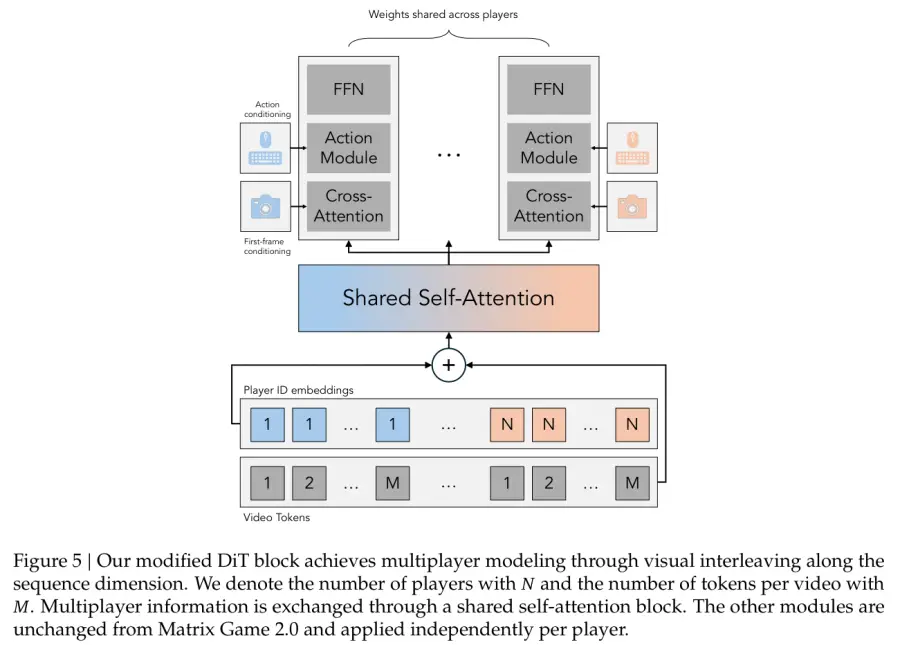 Weights shared across players
FFN
FFN
Action
conditioning
Action
Module
...
Action
Module
Cross-
Attention
Cross-
Attention
First-frame
conditioning
Shared Self-Attention
+
Player ID embeddings
1 1 ... 1 ... N N ... N
1 2 ... M ... 1 2 ... M
Video Tokens
Figure 5 | Our modified DiT block achieves multiplayer modeling through visual interleaving along the
sequence dimension. We denote the number of players with N and the number of tokens per video with
M. Multiplayer information is exchanged through a shared self-attention block. The other modules are
unchanged from Matrix Game 2.0 and applied independently per player.